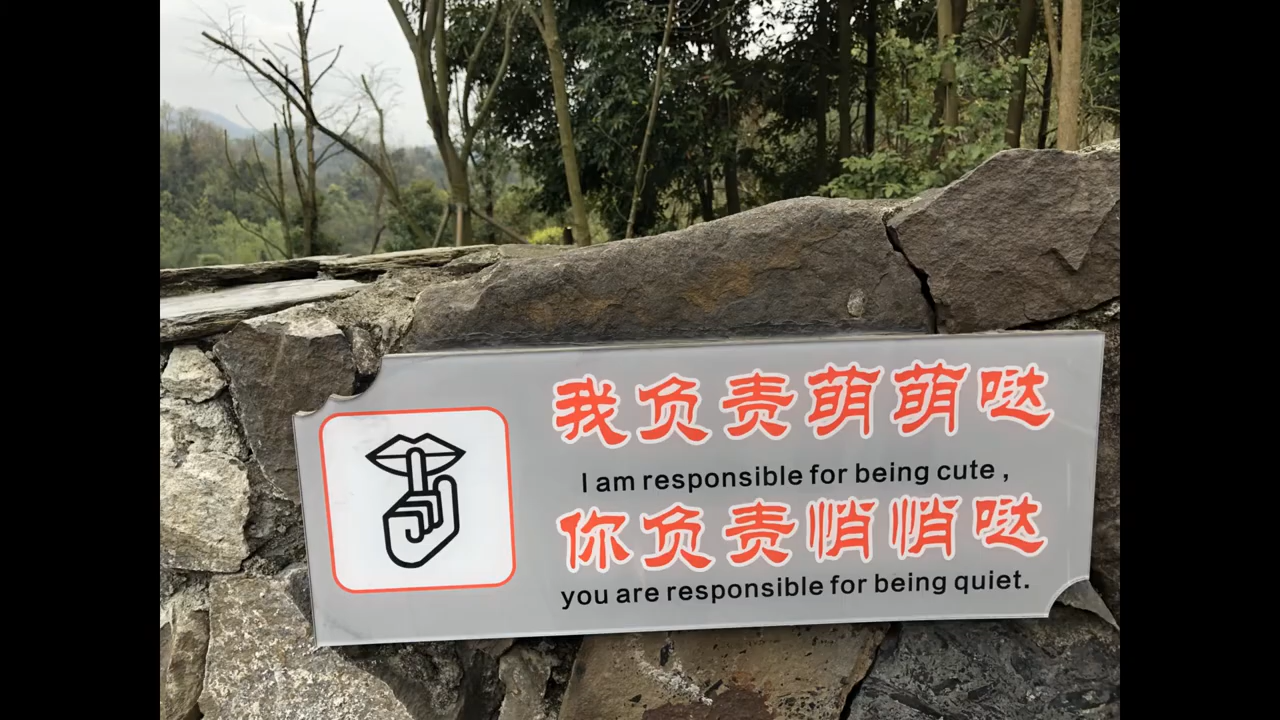 我负责萌萌哒
I am responsible for being cute ,
你负责悄悄哒
you are responsible for being quiet.